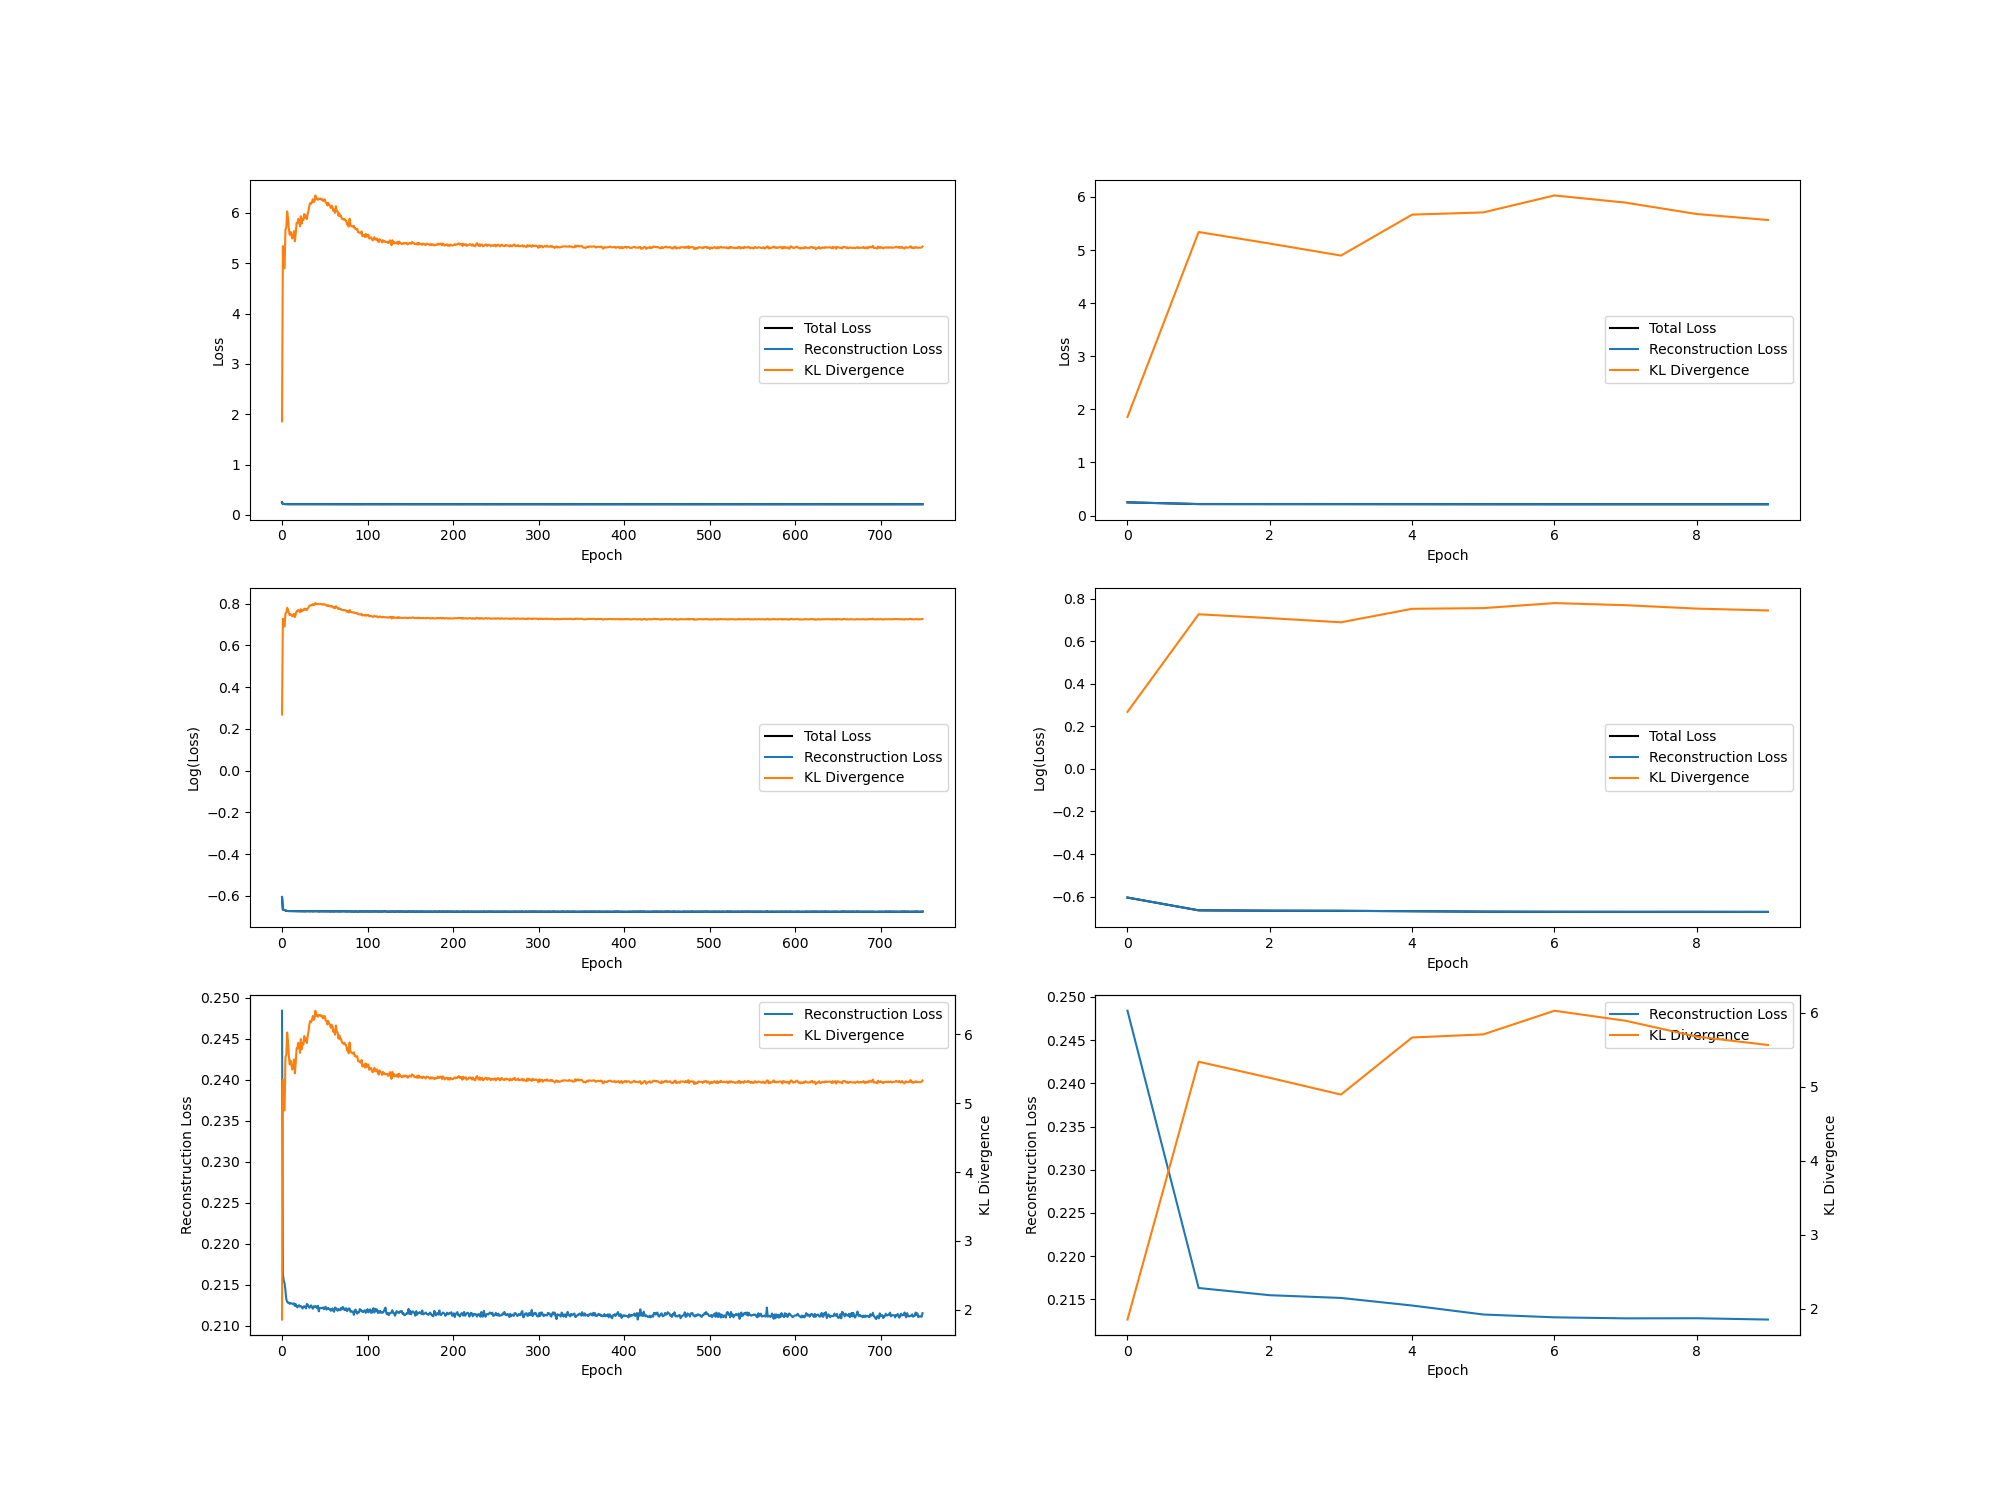 6
5
4
3
2
1
0
Loss
Total Loss
Reconstruction Loss
KL Divergence
0 100 200 300 400 500 600 700
Epoch
6
5
4
3
2
1
0
Loss
Total Loss
Reconstruction Loss
KL Divergence
0 2 4 6 8
Epoch
0.8
0.6
0.4
0.2
0.0
−0.2
−0.4
−0.6
Log(Loss)
Total Loss
Reconstruction Loss
KL Divergence
0 100 200 300 400 500 600 700
Epoch
0.8
0.6
0.4
0.2
0.0
−0.2
−0.4
−0.6
Log(Loss)
Total Loss
Reconstruction Loss
KL Divergence
0 2 4 6 8
Epoch
0.250
0.245
0.240
0.235
0.230
0.225
0.220
0.215
0.210
Reconstruction Loss
Reconstruction Loss
KL Divergence
6
5
4
3
2
KL Divergence
0 100 200 300 400 500 600 700
Epoch
0.250
0.245
0.240
0.235
0.230
0.225
0.220
0.215
Reconstruction Loss
Reconstruction Loss
KL Divergence
6
5
4
3
2
KL Divergence
0 2 4 6 8
Epoch